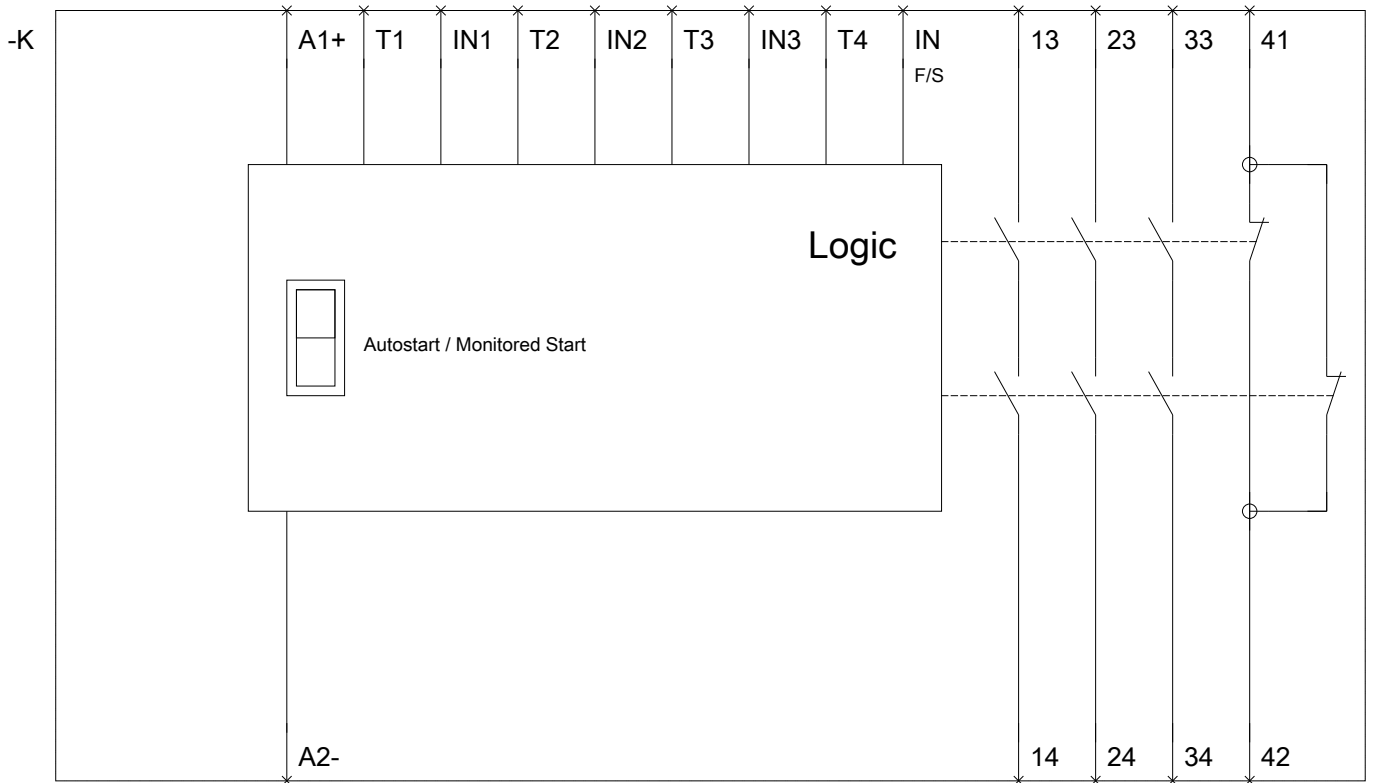 -K A1+ T1 IN1 T2 IN2 T3 IN3 T4 IN 13 23 33 41
F/S
Logic
Autostart / Monitored Start
A2- 14 24 34 42